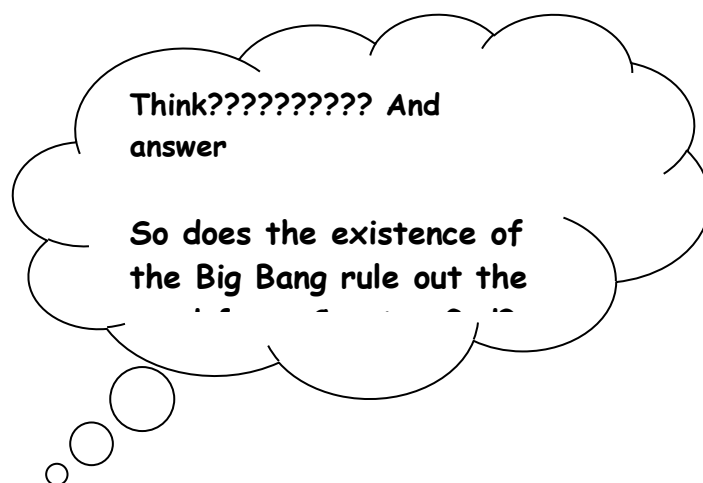 Think?????????? And
answer
So does the existence of
the Big Bang rule out the